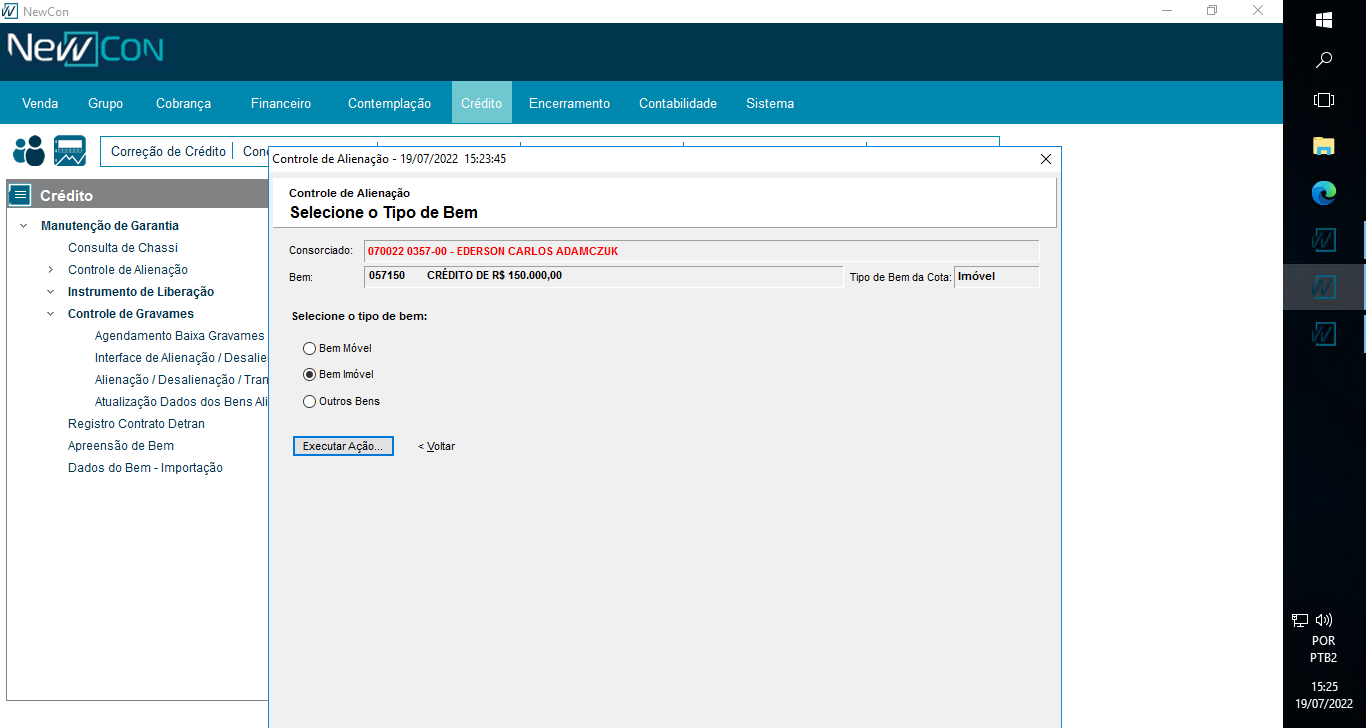 NewCon
NewCon
Venda Grupo Cobrança Financeiro Contemplação Crédito Encerramento Contabilidade Sistema
Correção de Crédito
Controle de Alienação - 19/07/2022 15:23:45
Crédito
Manutenção de Garantia
Consulta de Chassi
Controle de Alienação
Instrumento de Liberação
Controle de Gravames
Agendamento Baixa Gravames
Interface de Alienação / Desalie
Alienação / Desalienação / Tran
Atualização Dados dos Bens Ali
Registro Contrato Detran
Apreensão de Bem
Dados do Bem - Importação
Controle de Alienação
Selecione o Tipo de Bem
Consorciado: 070022 0357-00 - EDERSON CARLOS ADAMCZUK
Bem: 057150 CRÉDITO DE R$ 150.000,00 Tipo de Bem da Cota: Imóvel
Selecione o tipo de bem:
Bem Móvel
Bem Imóvel
Outros Bens
Executar Ação... < Voltar
POR
PTB2
15:25
19/07/2022